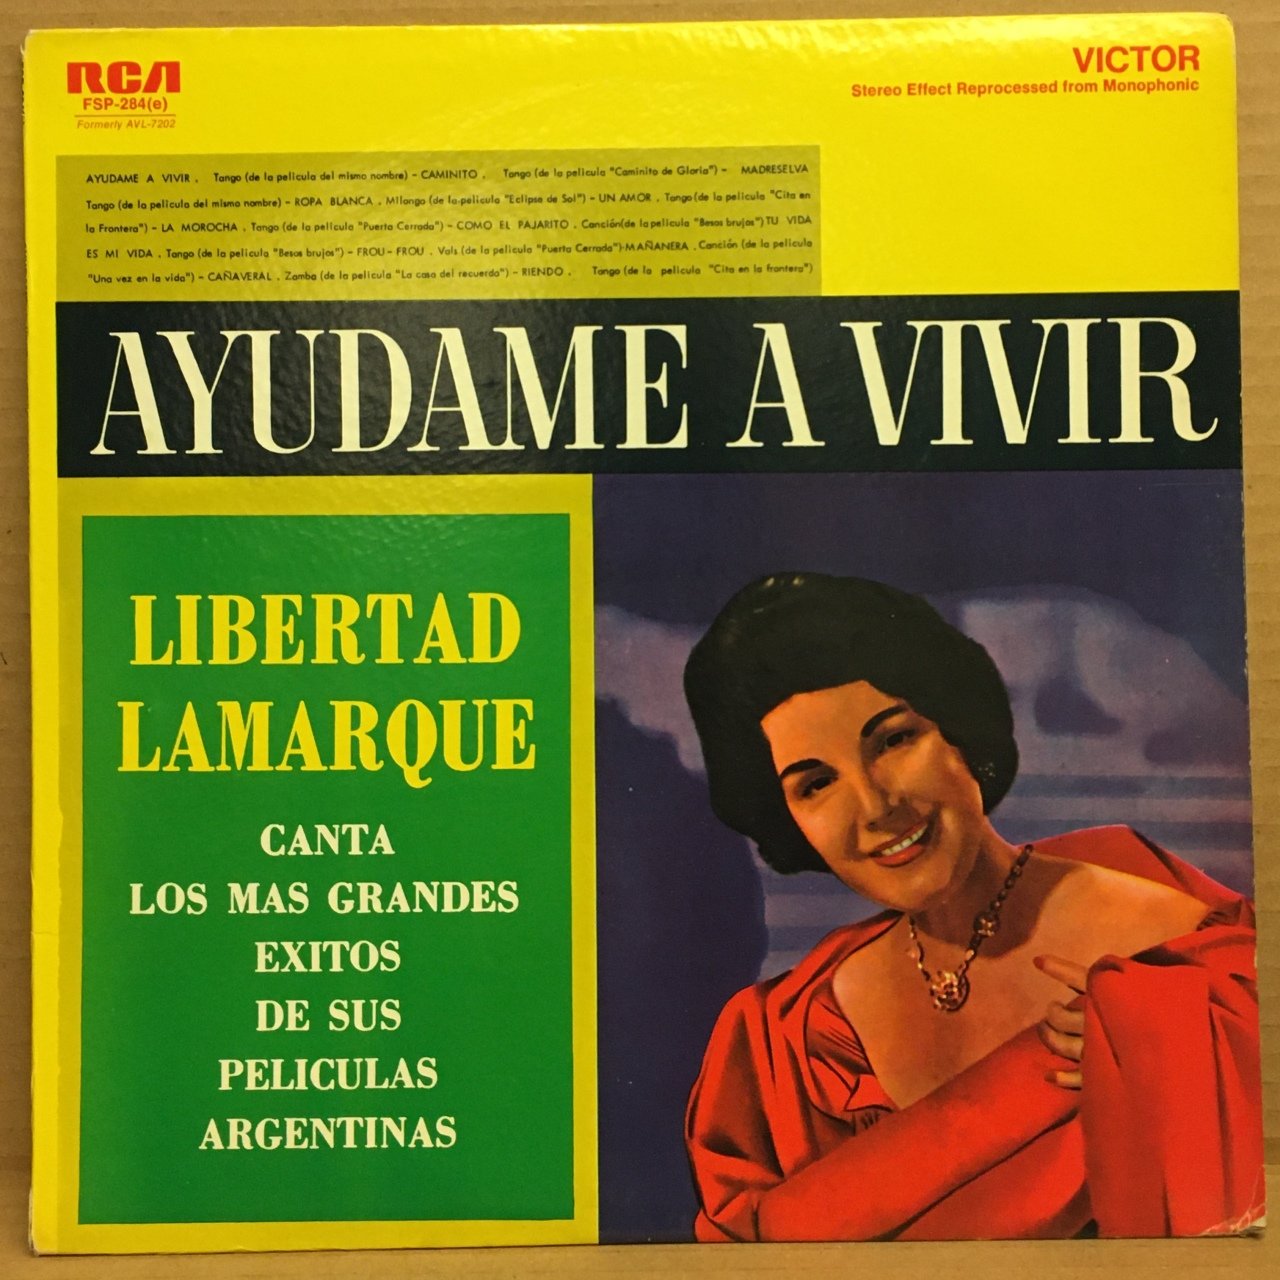 RCA
FSP-284(e)
Formerly AVL-7202
VICTOR
Stereo Effect Reprocessed from Monophonic
AYUDAME A VIVIR . Tango (de la pelicula del mismo nombre) – CAMINITO . Tango (de la pelicula "Caminito de Gloria") – MADRESELVA
Tango (de la pelicula del mismo nombre) – ROPA BLANCA . Milonga (de la pelicula "Eclipse de Sol") – UN AMOR . Tango (de la pelicula "Cita en
la Frontera") – LA MOROCHA . Tango (de la pelicula "Puerta Cerrada") – COMO EL PAJARITO . Canción (de la pelicula "Besos brujos") TU VIDA
ES MI VIDA . Tango (de la pelicula "Besos brujos") – FROU – FROU . Vals (de la pelicula "Puerta Cerrada")-MAÑANERA . Canción (de la pelicula
"Una vez en la vida") – CAÑAVERAL . Zamba (de la pelicula "La casa del recuerdo") – RIENDO . Tango (de la pelicula "Cita en la frontera")
AYUDAME A VIVIR
LIBERTAD
LAMARQUE
CANTA
LOS MAS GRANDES
EXITOS
DE SUS
PELICULAS
ARGENTINAS